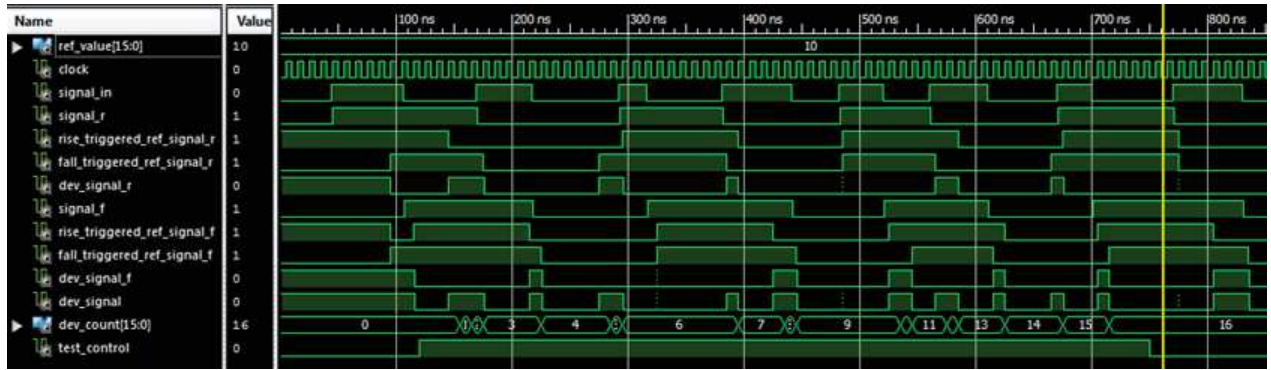 Name Value 100 ns 200 ns 300 ns 400 ns 500 ns 600 ns 700 ns 800 ns
ref_value[15:0] 10 10
clock 0
signal_in 0
signal_r 1
rise_triggered_ref_signal_r 1
fall_triggered_ref_signal_r 1
dev_signal_r 0
signal_f 1
rise_triggered_ref_signal_f 1
fall_triggered_ref_signal_f 1
dev_signal_f 0
dev_signal 0
dev_count[15:0] 16 0 3 4 6 7 9 11 13 14 15 16
test_control 0